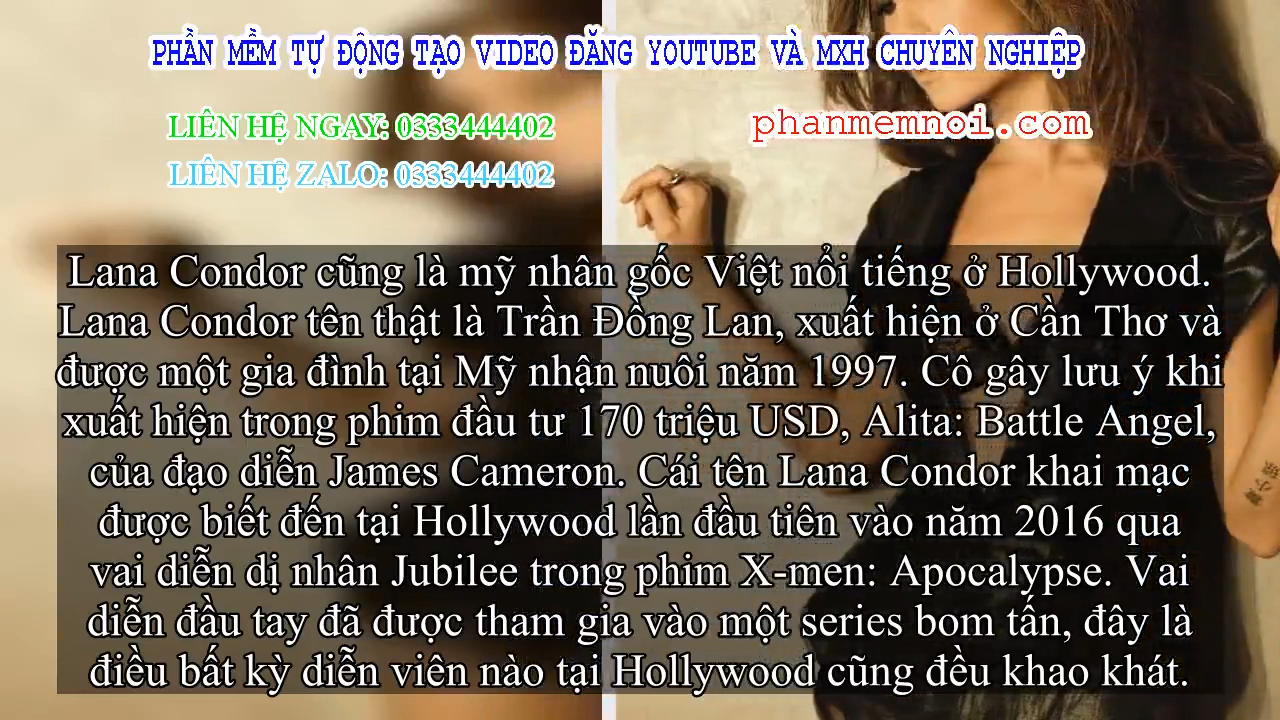 PHẦN MỀM TỰ ĐỘNG TẠO VIDEO ĐĂNG YOUTUBE VÀ MXH CHUYÊN NGHIỆP
LIÊN HỆ NGAY: 0333444402
phanmemnoi.com
LIÊN HỆ ZALO: 0333444402
Lana Condor cũng là mỹ nhân gốc Việt nổi tiếng ở Hollywood.
Lana Condor tên thật là Trần Đồng Lan, xuất hiện ở Cần Thơ và
được một gia đình tại Mỹ nhận nuôi năm 1997. Cô gây lưu ý khi
xuất hiện trong phim đầu tư 170 triệu USD, Alita: Battle Angel,
của đạo diễn James Cameron. Cái tên Lana Condor khai mạc
được biết đến tại Hollywood lần đầu tiên vào năm 2016 qua
vai diễn dị nhân Jubilee trong phim X-men: Apocalypse. Vai
diễn đầu tay đã được tham gia vào một series bom tấn, đây là
điều bất kỳ diễn viên nào tại Hollywood cũng đều khao khát.